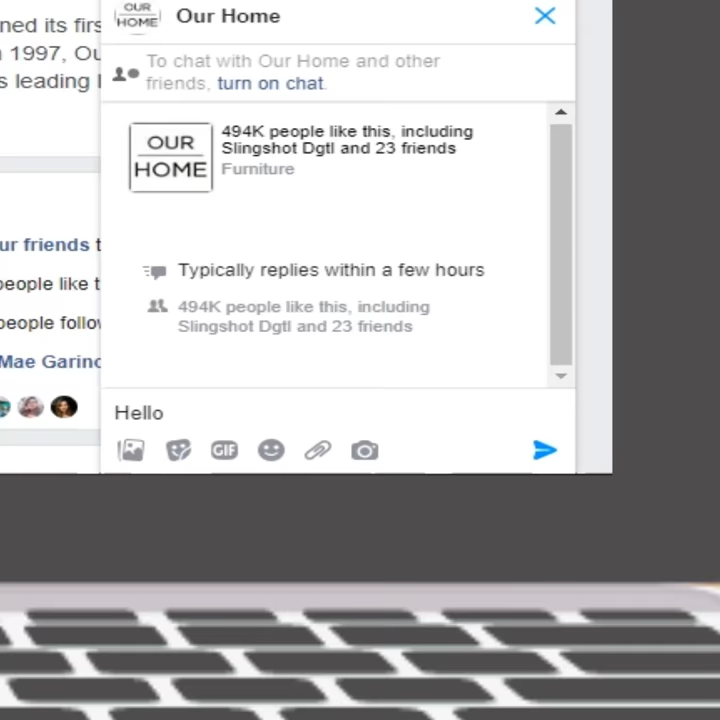 ned its firs
1997, Ou
s leading
ur friends t
people like t
people follow
Mae Garinc
OUR
HOME
Our Home
To chat with Our Home and other
friends, turn on chat.
OUR
HOME
494K people like this, including
Slingshot Dgtl and 23 friends
Furniture
Typically replies within a few hours
494K people like this, including
Slingshot Dgtl and 23 friends
Hello
GIF